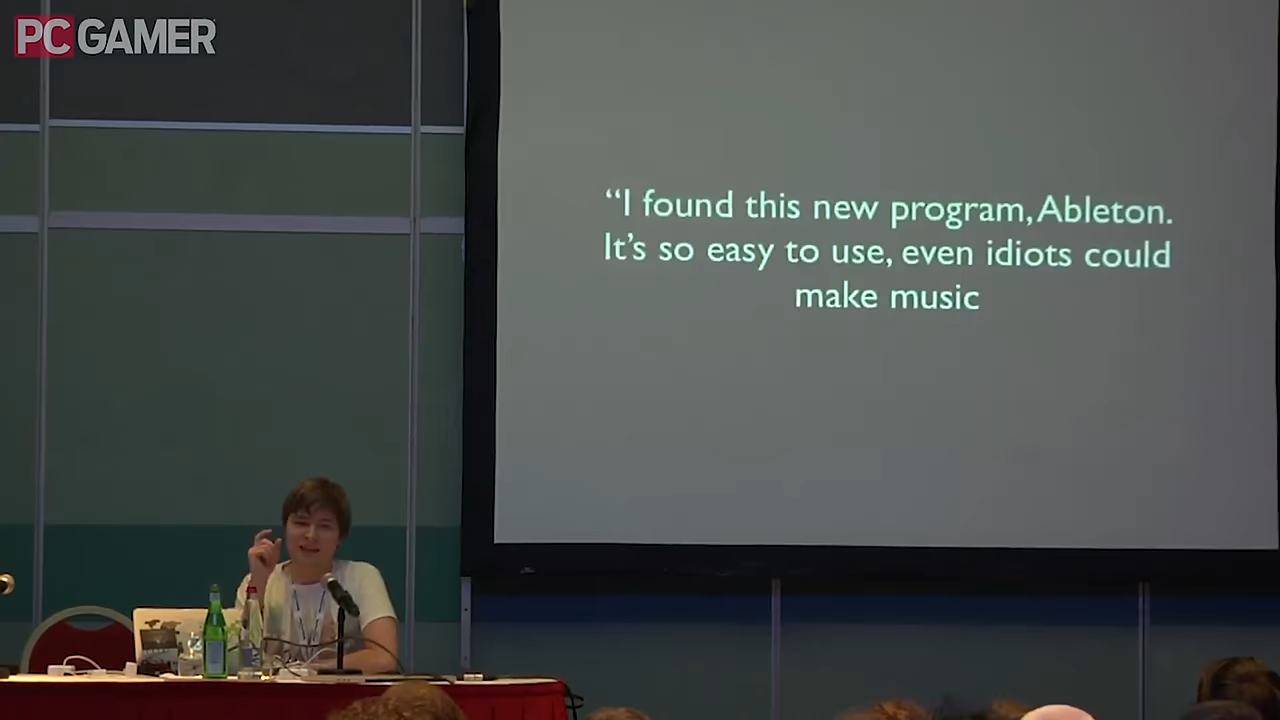 PC GAMER
“I found this new program, Ableton.
It’s so easy to use, even idiots could
make music